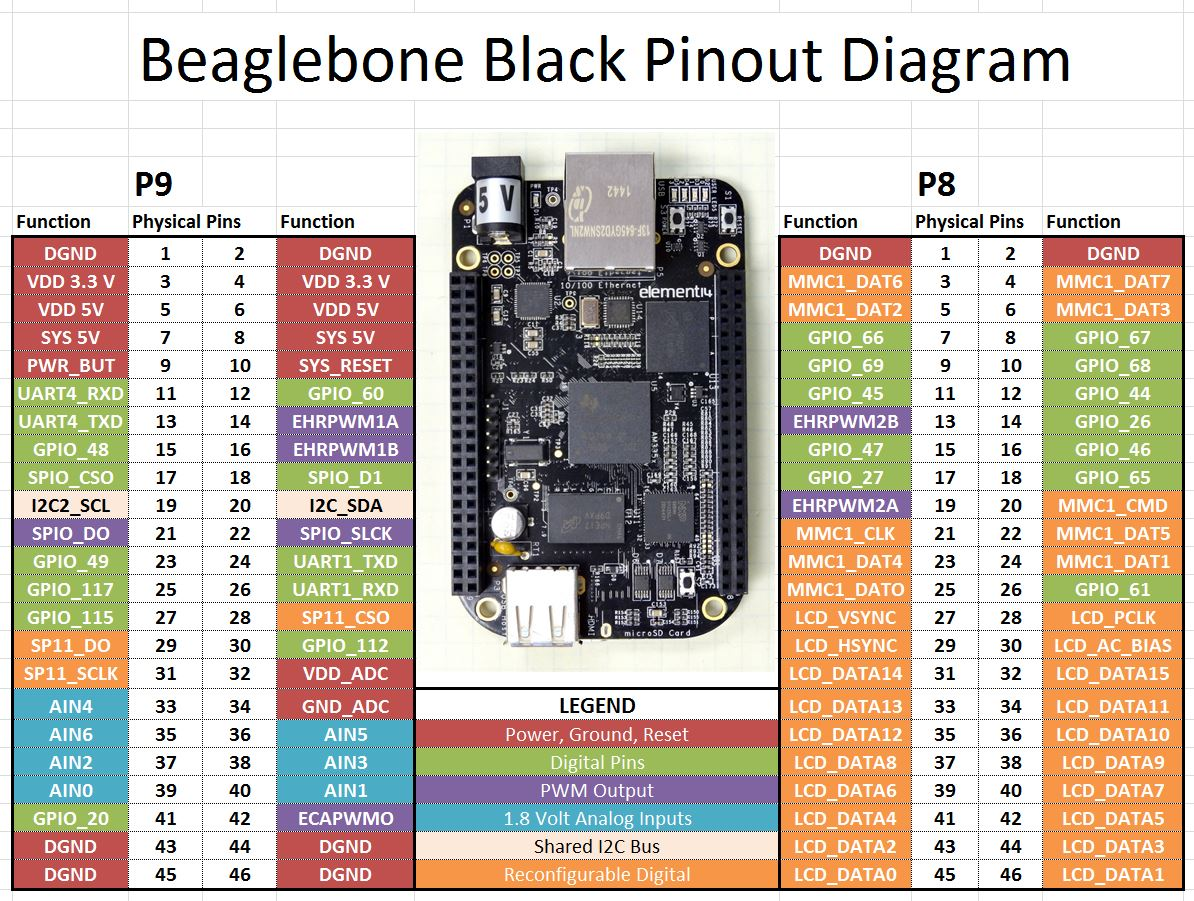 Beaglebone Black Pinout Diagram
P9 P8
Function Physical Pins Function Function Physical Pins Function
DGND 1 2 DGND DGND 1 2 DGND
VDD 3.3 V 3 4 VDD 3.3 V MMC1_DAT6 3 4 MMC1_DAT7
VDD 5V 5 6 VDD 5V MMC1_DAT2 5 6 MMC1_DAT3
SYS 5V 7 8 SYS 5V GPIO_66 7 8 GPIO_67
PWR_BUT 9 10 SYS_RESET GPIO_69 9 10 GPIO_68
UART4_RXD 11 12 GPIO_60 GPIO_45 11 12 GPIO_44
UART4_TXD 13 14 EHRPWM1A EHRPWM2B 13 14 GPIO_26
GPIO_48 15 16 EHRPWM1B GPIO_47 15 16 GPIO_46
SPIO_CSO 17 18 SPIO_D1 GPIO_27 17 18 GPIO_65
I2C2_SCL 19 20 I2C_SDA EHRPWM2A 19 20 MMC1_CMD
SPIO_DO 21 22 SPIO_SLCK MMC1_CLK 21 22 MMC1_DAT5
GPIO_49 23 24 UART1_TXD MMC1_DAT4 23 24 MMC1_DAT1
GPIO_117 25 26 UART1_RXD MMC1_DATO 25 26 GPIO_61
GPIO_115 27 28 SP11_CSO LCD_VSYNC 27 28 LCD_PCLK
SP11_DO 29 30 GPIO_112 LCD_HSYNC 29 30 LCD_AC_BIAS
SP11_SCLK 31 32 VDD_ADC LCD_DATA14 31 32 LCD_DATA15
AIN4 33 34 GND_ADC LEGEND LCD_DATA13 33 34 LCD_DATA11
AIN6 35 36 AIN5 Power, Ground, Reset LCD_DATA12 35 36 LCD_DATA10
AIN2 37 38 AIN3 Digital Pins LCD_DATA8 37 38 LCD_DATA9
AIN0 39 40 AIN1 PWM Output LCD_DATA6 39 40 LCD_DATA7
GPIO_20 41 42 ECAPWMO 1.8 Volt Analog Inputs LCD_DATA4 41 42 LCD_DATA5
DGND 43 44 DGND Shared I2C Bus LCD_DATA2 43 44 LCD_DATA3
DGND 45 46 DGND Reconfigurable Digital LCD_DATA0 45 46 LCD_DATA1
5 V
1442
13F-64SGYD2SNW2NL
10/100 Ethernet
element14
microSD Card
HDMI
USB
PWR
TP4
S1